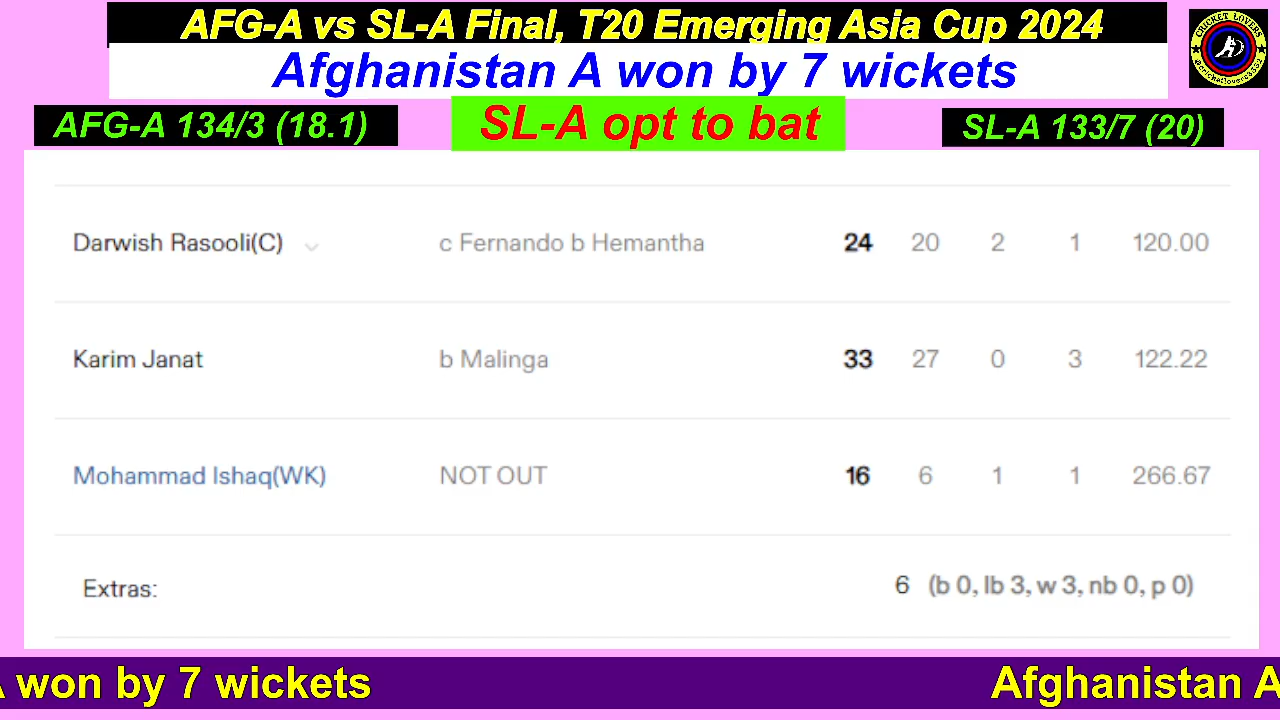 AFG-A vs SL-A Final, T20 Emerging Asia Cup 2024
CRICKET LOVERS
Afghanistan A won by 7 wickets
AFG-A 134/3 (18.1)
SL-A opt to bat
SL-A 133/7 (20)
Darwish Rasooli(C) c Fernando b Hemantha 24 20 2 1 120.00
Karim Janat b Malinga 33 27 0 3 122.22
Mohammad Ishaq(WK) NOT OUT 16 6 1 1 266.67
Extras: 6 (b 0, lb 3, w 3, nb 0, p 0)
A won by 7 wickets Afghanistan A